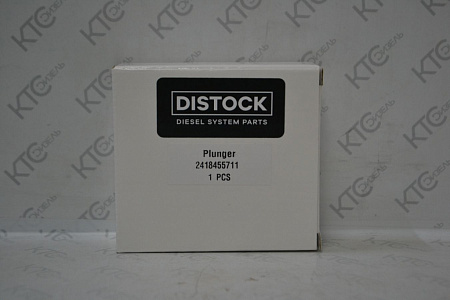 DISTOCK
DIESEL SYSTEM PARTS
Plunger
2418455711
1 PCS